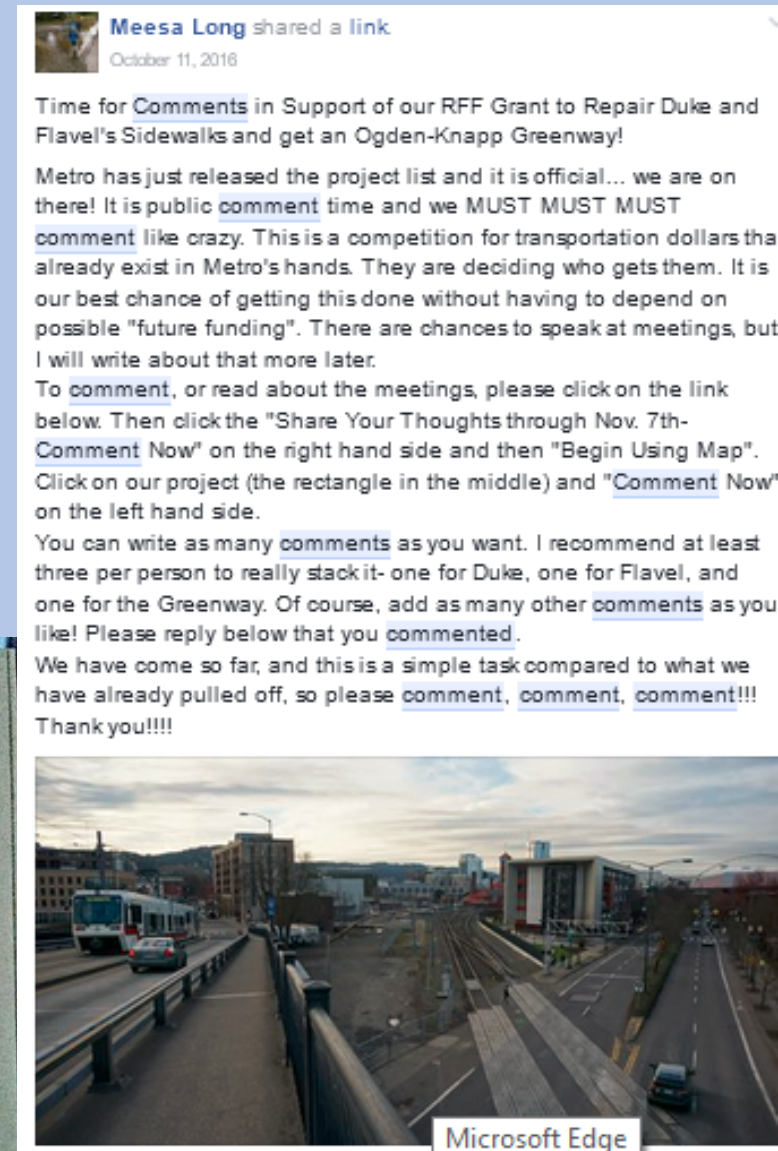 Meesa Long shared a link
October 11, 2016
Time for Comments in Support of our RFF Grant to Repair Duke and
Flavel's Sidewalks and get an Ogden-Knapp Greenway!
Metro has just released the project list and it is official... we are on
there! It is public comment time and we MUST MUST MUST
comment like crazy. This is a competition for transportation dollars tha
already exist in Metro's hands. They are deciding who gets them. It is
our best chance of getting this done without having to depend on
possible "future funding". There are chances to speak at meetings, but
I will write about that more later.
To comment, or read about the meetings, please click on the link
below. Then click the "Share Your Thoughts through Nov. 7th-
Comment Now" on the right hand side and then "Begin Using Map".
Click on our project (the rectangle in the middle) and "Comment Now"
on the left hand side.
You can write as many comments as you want. I recommend at least
three per person to really stack it- one for Duke, one for Flavel, and
one for the Greenway. Of course, add as many other comments as you
like! Please reply below that you commented.
We have come so far, and this is a simple task compared to what we
have already pulled off, so please comment, comment, comment!!!
Thank you!!!!
Microsoft Edge